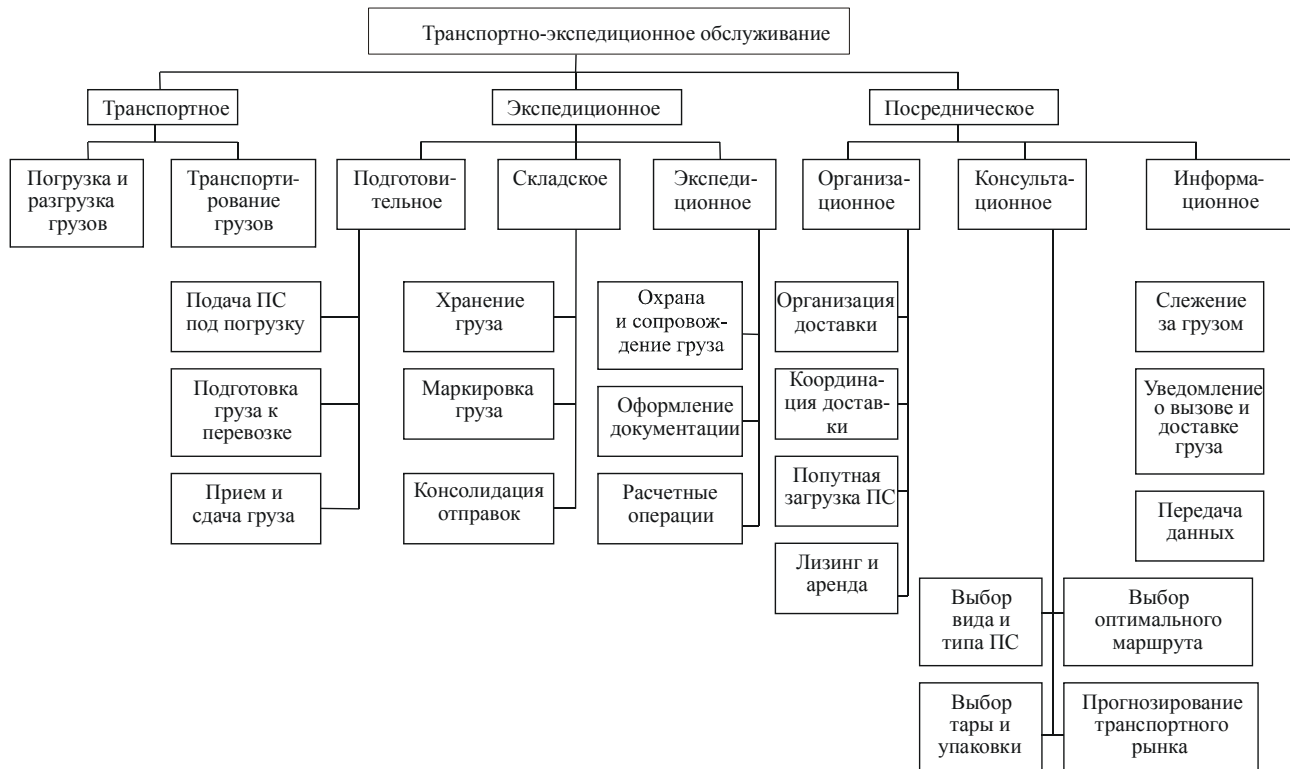 Транспортно-экспедиционное обслуживание
Транспортное
Экспедиционное
Посредническое
Погрузка и
разгрузка
грузов
Транспорти-
рование
грузов
Подготови-
тельное
Складское
Экспеди-
ционное
Организа-
ционное
Консульта-
ционное
Информа-
ционное
Подача ПС
под погрузку
Подготовка
груза к
перевозке
Прием и
сдача груза
Хранение
груза
Маркировка
груза
Консолидация
отправок
Охрана
и сопровож-
дение груза
Оформление
документации
Расчетные
операции
Организация
доставки
Координа-
ция достав-
ки
Попутная
загрузка ПС
Лизинг и
аренда
Выбор
вида и
типа ПС
Выбор
оптимального
маршрута
Выбор
тары и
упаковки
Прогнозирование
транспортного
рынка
Слежение
за грузом
Уведомление
о вызове и
доставке
груза
Передача
данных